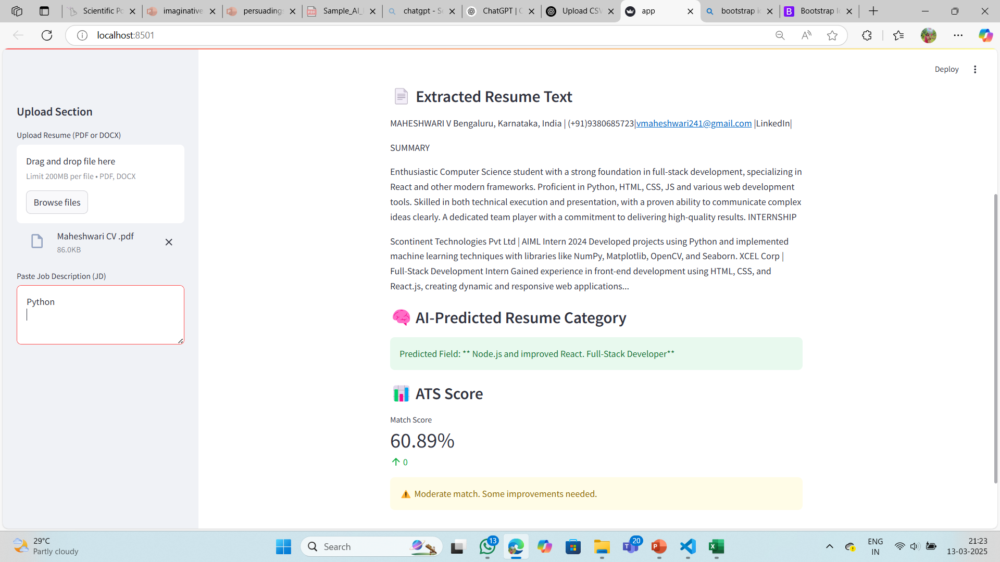 Scientific Po
imaginative
persuading
Sample_AI_
chatgpt - Se
ChatGPT | C
Upload CSV
app
bootstrap ic
Bootstrap Ic
localhost:8501
Deploy
Upload Section
Upload Resume (PDF or DOCX)
Drag and drop file here
Limit 200MB per file • PDF, DOCX
Browse files
Maheshwari CV .pdf
86.0KB
Paste Job Description (JD)
Python
Extracted Resume Text
MAHESHWARI V Bengaluru, Karnataka, India | (+91)9380685723|vmaheshwari241@gmail.com |LinkedIn|
SUMMARY
Enthusiastic Computer Science student with a strong foundation in full-stack development, specializing in
React and other modern frameworks. Proficient in Python, HTML, CSS, JS and various web development
tools. Skilled in both technical execution and presentation, with a proven ability to communicate complex
ideas clearly. A dedicated team player with a commitment to delivering high-quality results. INTERNSHIP
Scontinent Technologies Pvt Ltd | AIML Intern 2024 Developed projects using Python and implemented
machine learning techniques with libraries like NumPy, Matplotlib, OpenCV, and Seaborn. XCEL Corp |
Full-Stack Development Intern Gained experience in front-end development using HTML, CSS, and
React.js, creating dynamic and responsive web applications...
AI-Predicted Resume Category
Predicted Field: ** Node.js and improved React. Full-Stack Developer**
ATS Score
Match Score
60.89%
0
Moderate match. Some improvements needed.
29°C
Partly cloudy
Search
13
20
ENG
IN
21:23
13-03-2025